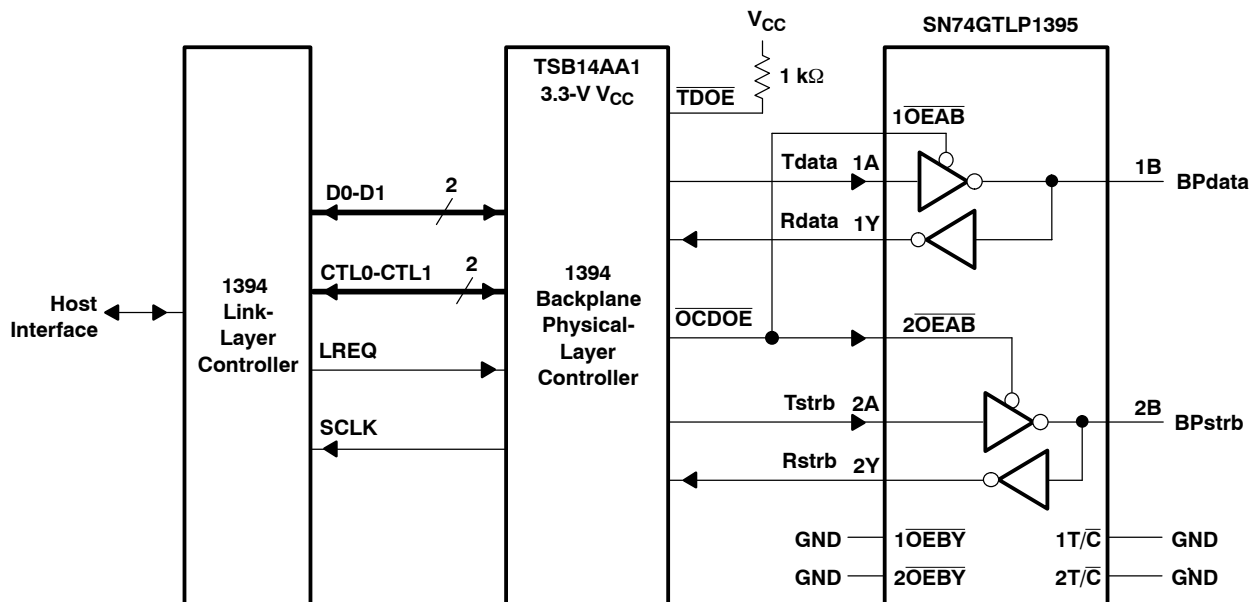 SN74GTLP1395
VCC
TSB14AA1
3.3-V VCC
1 kΩ
TDOE
1OEAB
Tdata 1A
1B
BPdata
D0-D1
2
Rdata 1Y
CTL0-CTL1
2
1394
Link-
Layer
Controller
1394
Backplane
Physical-
Layer
Controller
Host
Interface
OCDOE
2OEAB
LREQ
Tstrb 2A
2B
BPstrb
SCLK
Rstrb 2Y
GND
1OEBY
1T/C
GND
GND
2OEBY
2T/C
GND